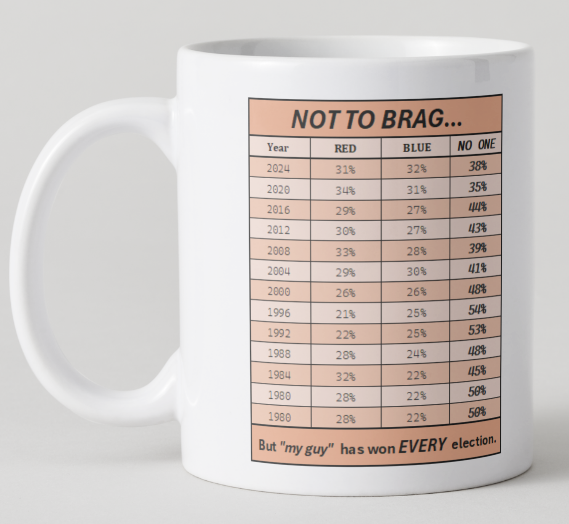 NOT TO BRAG...
Year RED BLUE NO ONE
2024 31% 32% 38%
2020 34% 31% 35%
2016 29% 27% 44%
2012 30% 27% 43%
2008 33% 28% 39%
2004 29% 30% 41%
2000 26% 26% 48%
1996 21% 25% 54%
1992 22% 25% 53%
1988 28% 24% 48%
1984 32% 22% 45%
1980 28% 22% 50%
1980 28% 22% 50%
But "my guy" has won EVERY election.